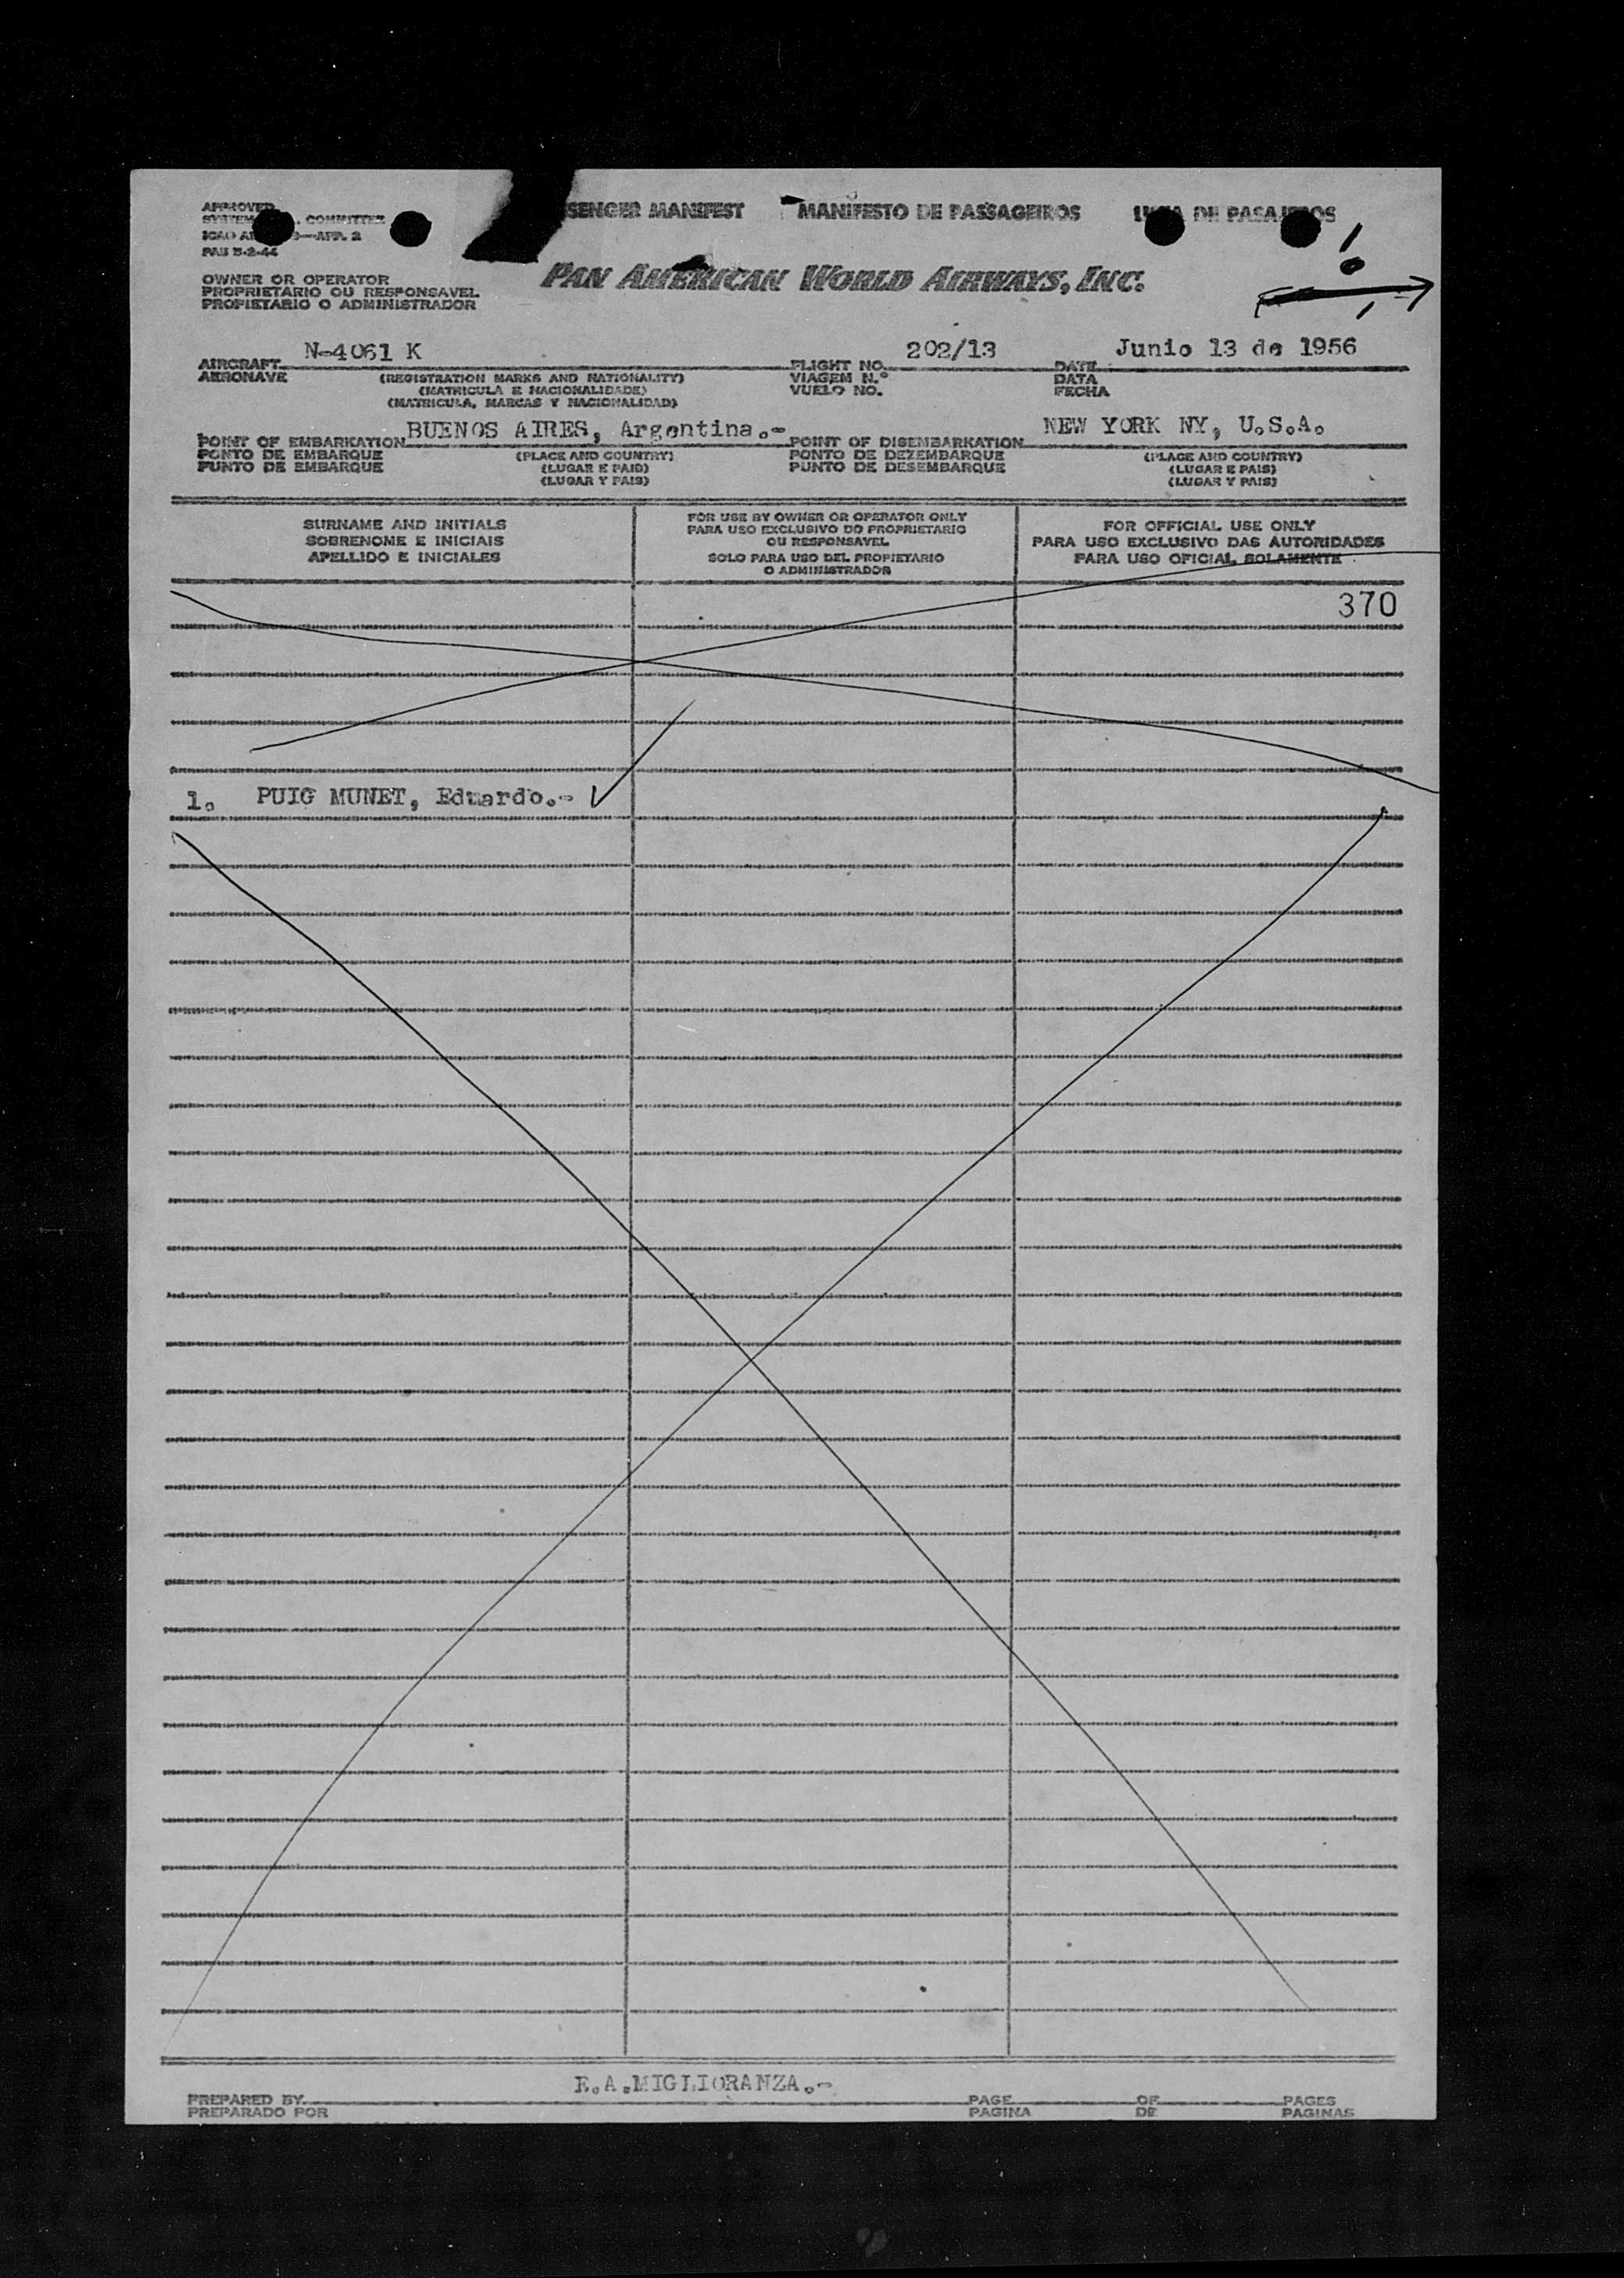 APPROVED
SENGER MANIFEST MANIFESTO DE PASSAGEIROS DE
COMMITTEE
APP. 2
PAN AMERICAN WORLD AIRWAYS, INC.
OWNER OR OPERATOR
PROPRIETARIO OU RESPONSAVEL
PROPIETARIO O ADMINISTRADOR
N-4061 K 202/13 Junio 13 de 1956
AIRCRAFT FLIGHT NO. DATE
AERONAVE (REGISTRATION MARKS AND NATIONALITY) VIAGEM N.º DATA
(MATRICULA E NACIONALIDADE) VUELO NO. FECHA
(MATRICULA, MARCAS Y NACIONALIDAD)
BUENOS AIRES, Argentina.- NEW YORK NY, U.S.A.
POINT OF EMBARKATION POINT OF DISEMBARKATION
PONTO DE EMBARQUE (PLACE AND COUNTRY) PONTO DE DEZEMBARQUE (PLACE AND COUNTRY)
PUNTO DE EMBARQUE (LUGAR E PAIS) PUNTO DE DESEMBARQUE (LUGAR E PAIS)
(LUGAR Y PAIS) (LUGAR Y PAIS)
SURNAME AND INITIALS
SOBRENOME E INICIAIS
APELLIDO E INICIALES
FOR USE BY OWNER OR OPERATOR ONLY
PARA USO EXCLUSIVO DO PROPRIETARIO
OU RESPONSAVEL
SOLO PARA USO DEL PROPIETARIO
O ADMINISTRADOR
FOR OFFICIAL USE ONLY
PARA USO EXCLUSIVO DAS AUTORIDADES
PARA USO OFICIAL SOLAMENTE
370
1. PUIG MUNET, Eduardo.-
E.A.MIGLIORANZA.-
PREPARED BY PAGE OF PAGES
PREPARADO POR PAGINA DE PAGINAS